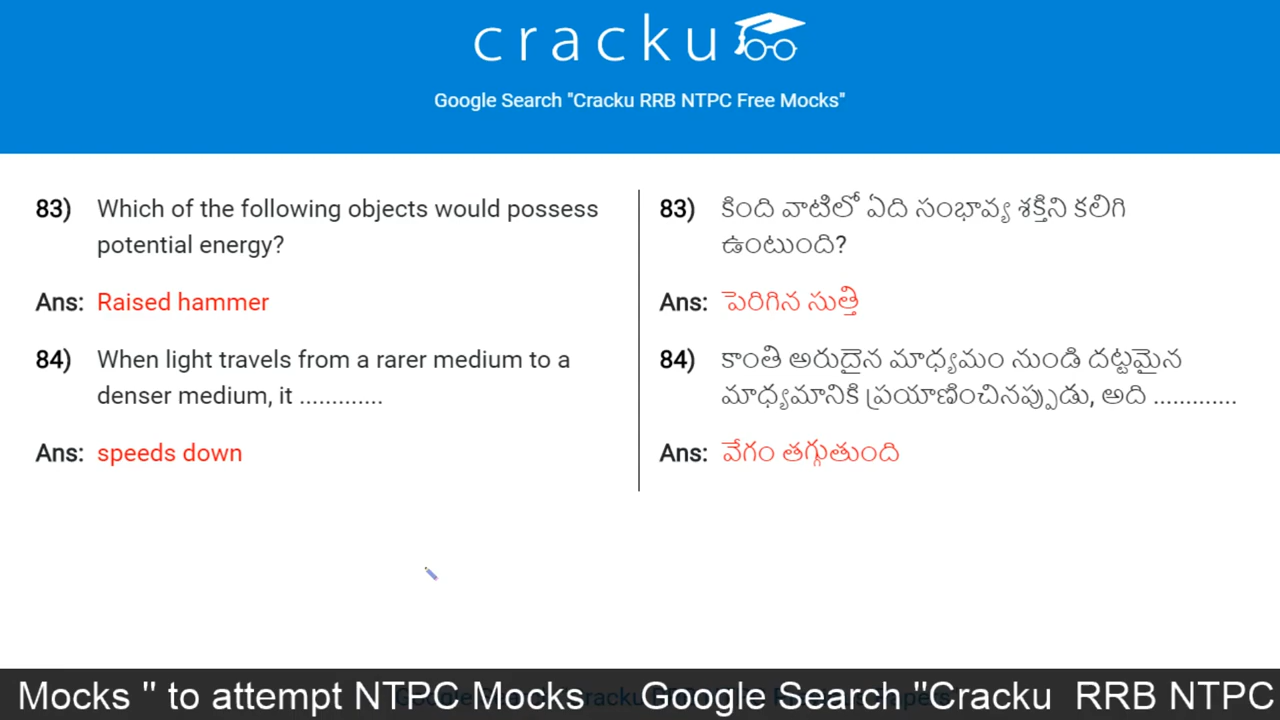 cracku
Google Search "Cracku RRB NTPC Free Mocks"
83) Which of the following objects would possess
potential energy?
Ans: Raised hammer
84) When light travels from a rarer medium to a
denser medium, it .............
Ans: speeds down
83) కింది వాటిలో ఏది సంభావ్య శక్తిని కలిగి
ఉంటుంది?
Ans: పెరిగిన సుత్తి
84) కాంతి అరుదైన మాధ్యమం నుండి దట్టమైన
మాధ్యమానికి ప్రయాణించినప్పుడు, అది .............
Ans: వేగం తగ్గుతుంది
Mocks " to attempt NTPC Mocks Google Search "Cracku RRB NTPC